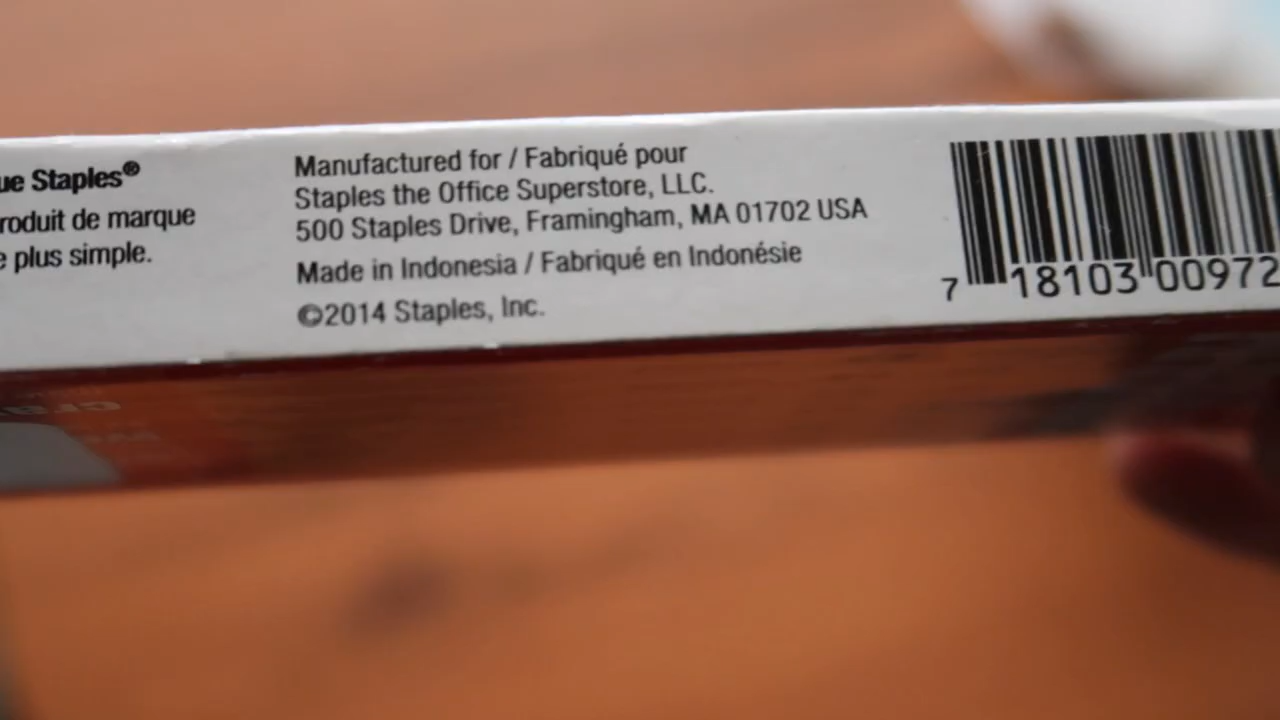 ue Staples®
roduit de marque
e plus simple.
Manufactured for / Fabriqué pour
Staples the Office Superstore, LLC.
500 Staples Drive, Framingham, MA 01702 USA
Made in Indonesia / Fabriqué en Indonésie
©2014 Staples, Inc.
7 18103 00972